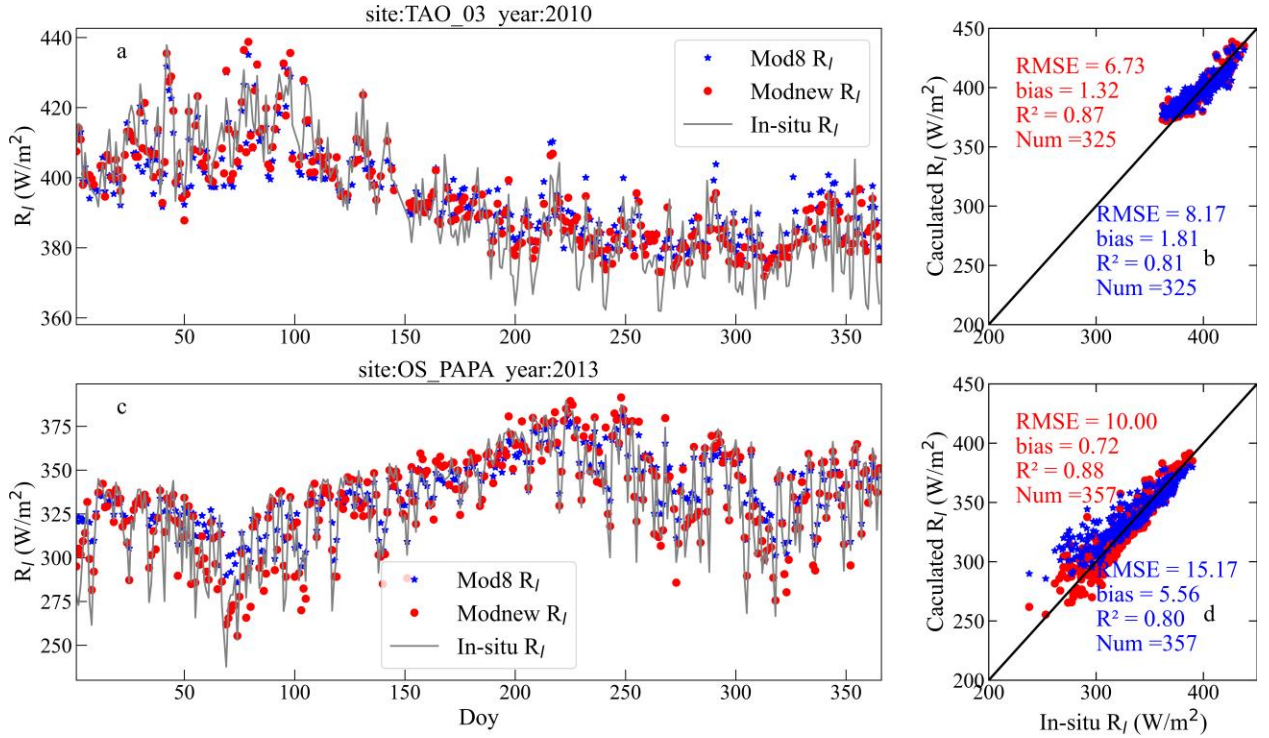 site:TAO_03 year:2010
a
440
420
400
380
360
Rₗ (W/m²)
Mod8 Rₗ
Modnew Rₗ
In-situ Rₗ
50 100 150 200 250 300 350
450
400
350
300
250
200
Caculated Rₗ (W/m²)
RMSE = 6.73
bias = 1.32
R² = 0.87
Num =325
RMSE = 8.17
bias = 1.81
R² = 0.81
Num =325
b
200 300 400
site:OS_PAPA year:2013
c
375
350
325
300
275
250
Rₗ (W/m²)
Mod8 Rₗ
Modnew Rₗ
In-situ Rₗ
50 100 150 200 250 300 350
Doy
450
400
350
300
250
200
Caculated Rₗ (W/m²)
RMSE = 10.00
bias = 0.72
R² = 0.88
Num =357
RMSE = 15.17
bias = 5.56
R² = 0.80
Num =357
d
200 300 400
In-situ Rₗ (W/m²)